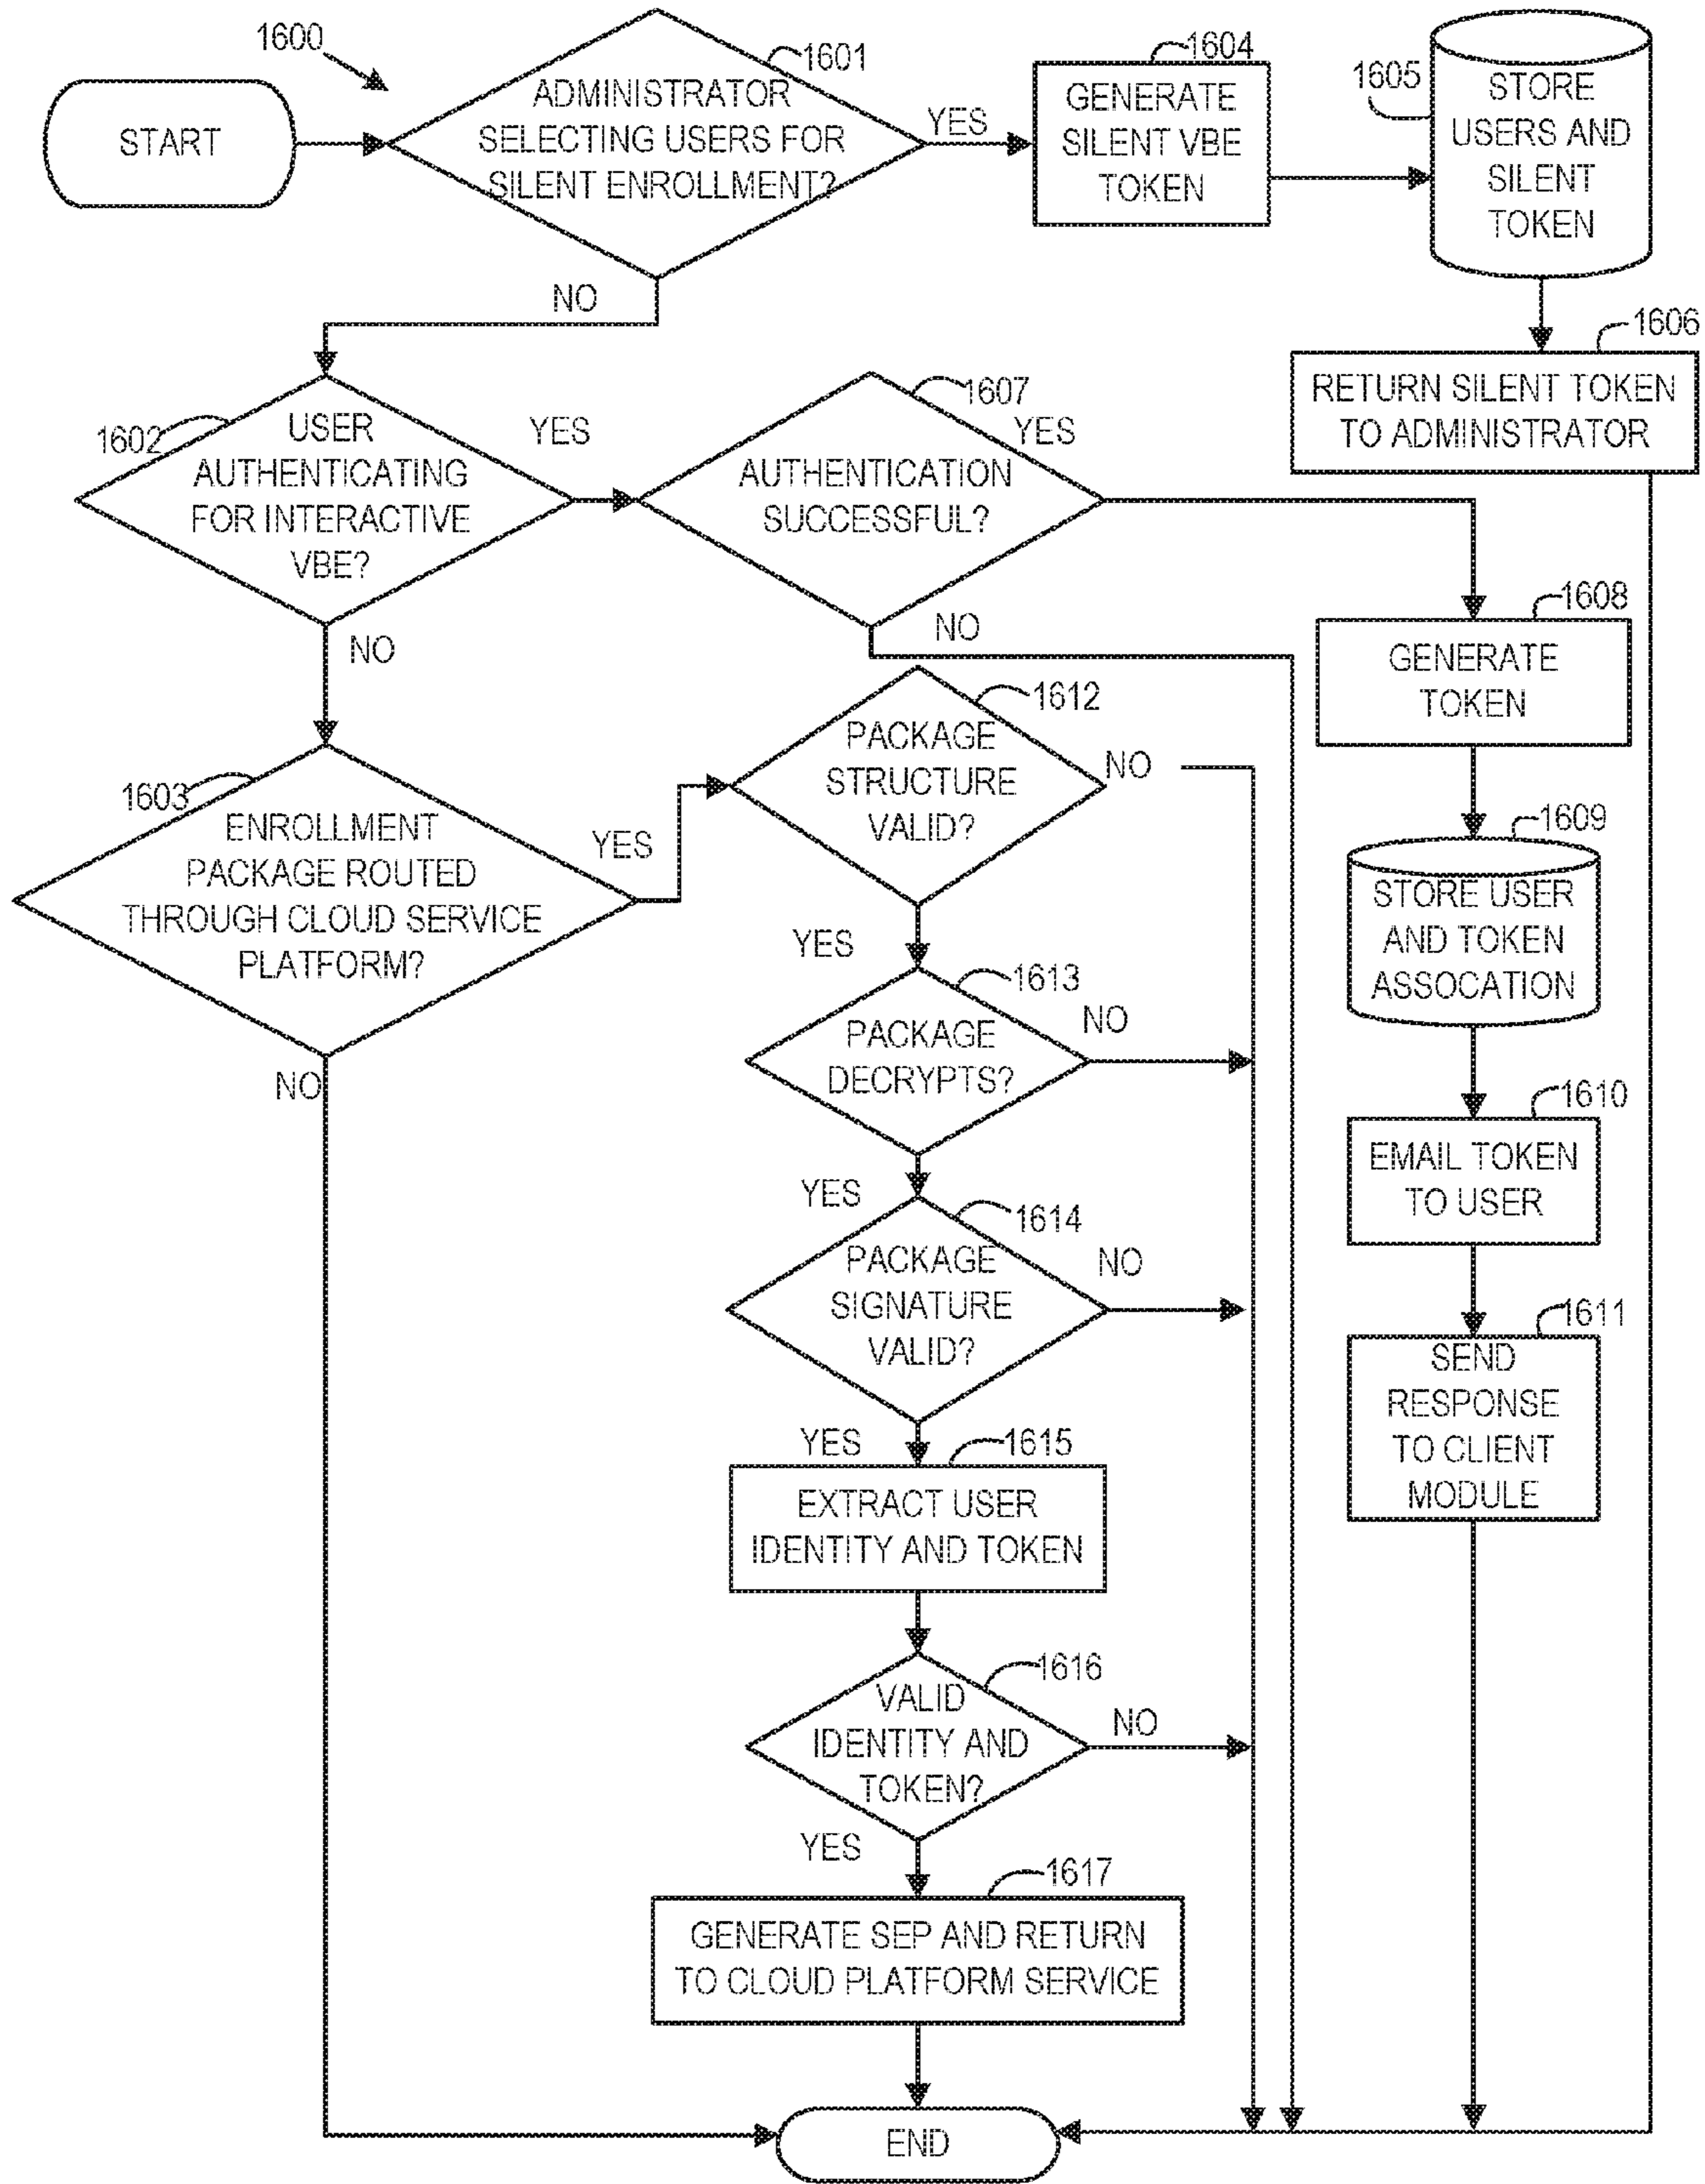 1600
START
1601
ADMINISTRATOR
SELECTING USERS FOR
SILENT ENROLLMENT?
YES
NO
1604
GENERATE
SILENT VBE
TOKEN
1605
STORE
USERS AND
SILENT
TOKEN
1606
RETURN SILENT TOKEN
TO ADMINISTRATOR
1602
USER
AUTHENTICATING
FOR INTERACTIVE
VBE?
YES
NO
1607
AUTHENTICATION
SUCCESSFUL?
YES
NO
1608
GENERATE
TOKEN
1609
STORE USER
AND TOKEN
ASSOCATION
1610
EMAIL TOKEN
TO USER
1611
SEND
RESPONSE
TO CLIENT
MODULE
1603
ENROLLMENT
PACKAGE ROUTED
THROUGH CLOUD SERVICE
PLATFORM?
YES
NO
1612
PACKAGE
STRUCTURE
VALID?
NO
YES
1613
PACKAGE
DECRYPTS?
NO
YES
1614
PACKAGE
SIGNATURE
VALID?
NO
YES
1615
EXTRACT USER
IDENTITY AND TOKEN
1616
VALID
IDENTITY AND
TOKEN?
NO
YES
1617
GENERATE SEP AND RETURN
TO CLOUD PLATFORM SERVICE
END